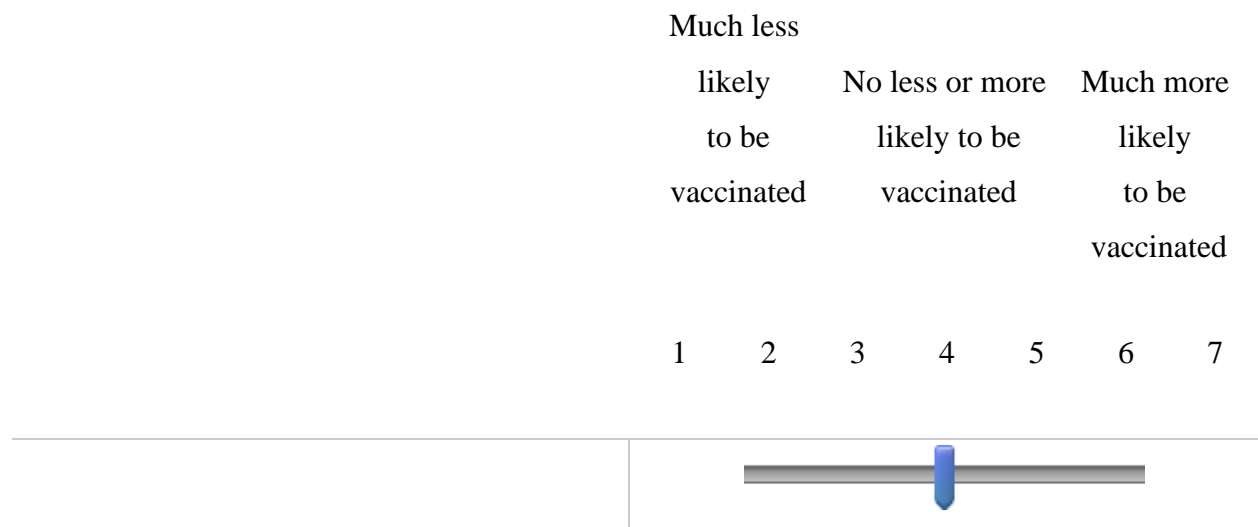 Much less
likely No less or more Much more
to be likely to be likely
vaccinated vaccinated to be
vaccinated
1 2 3 4 5 6 7